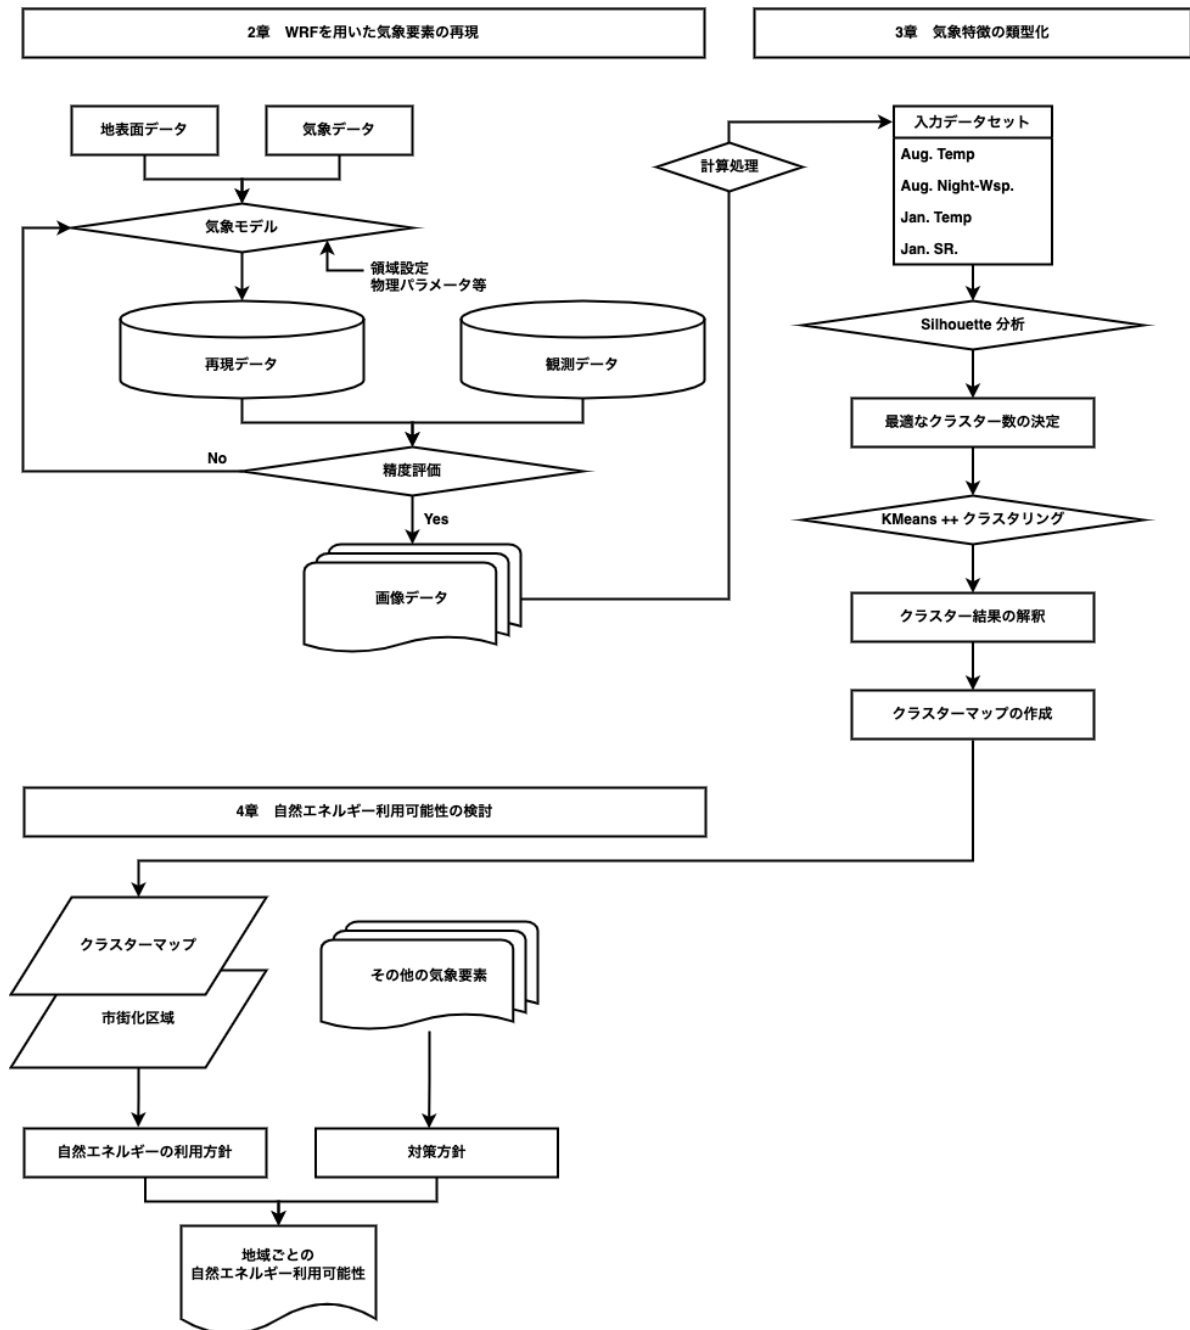 2章　WRFを用いた気象要素の再現
3章　気象特徴の類型化
地表面データ
気象データ
気象モデル
領域設定
物理パラメータ等
再現データ
観測データ
精度評価
No
Yes
画像データ
計算処理
入力データセット
Aug. Temp
Aug. Night-Wsp.
Jan. Temp
Jan. SR.
Silhouette 分析
最適なクラスター数の決定
KMeans ++ クラスタリング
クラスター結果の解釈
クラスターマップの作成
4章　自然エネルギー利用可能性の検討
クラスターマップ
市街化区域
その他の気象要素
自然エネルギーの利用方針
対策方針
地域ごとの
自然エネルギー利用可能性